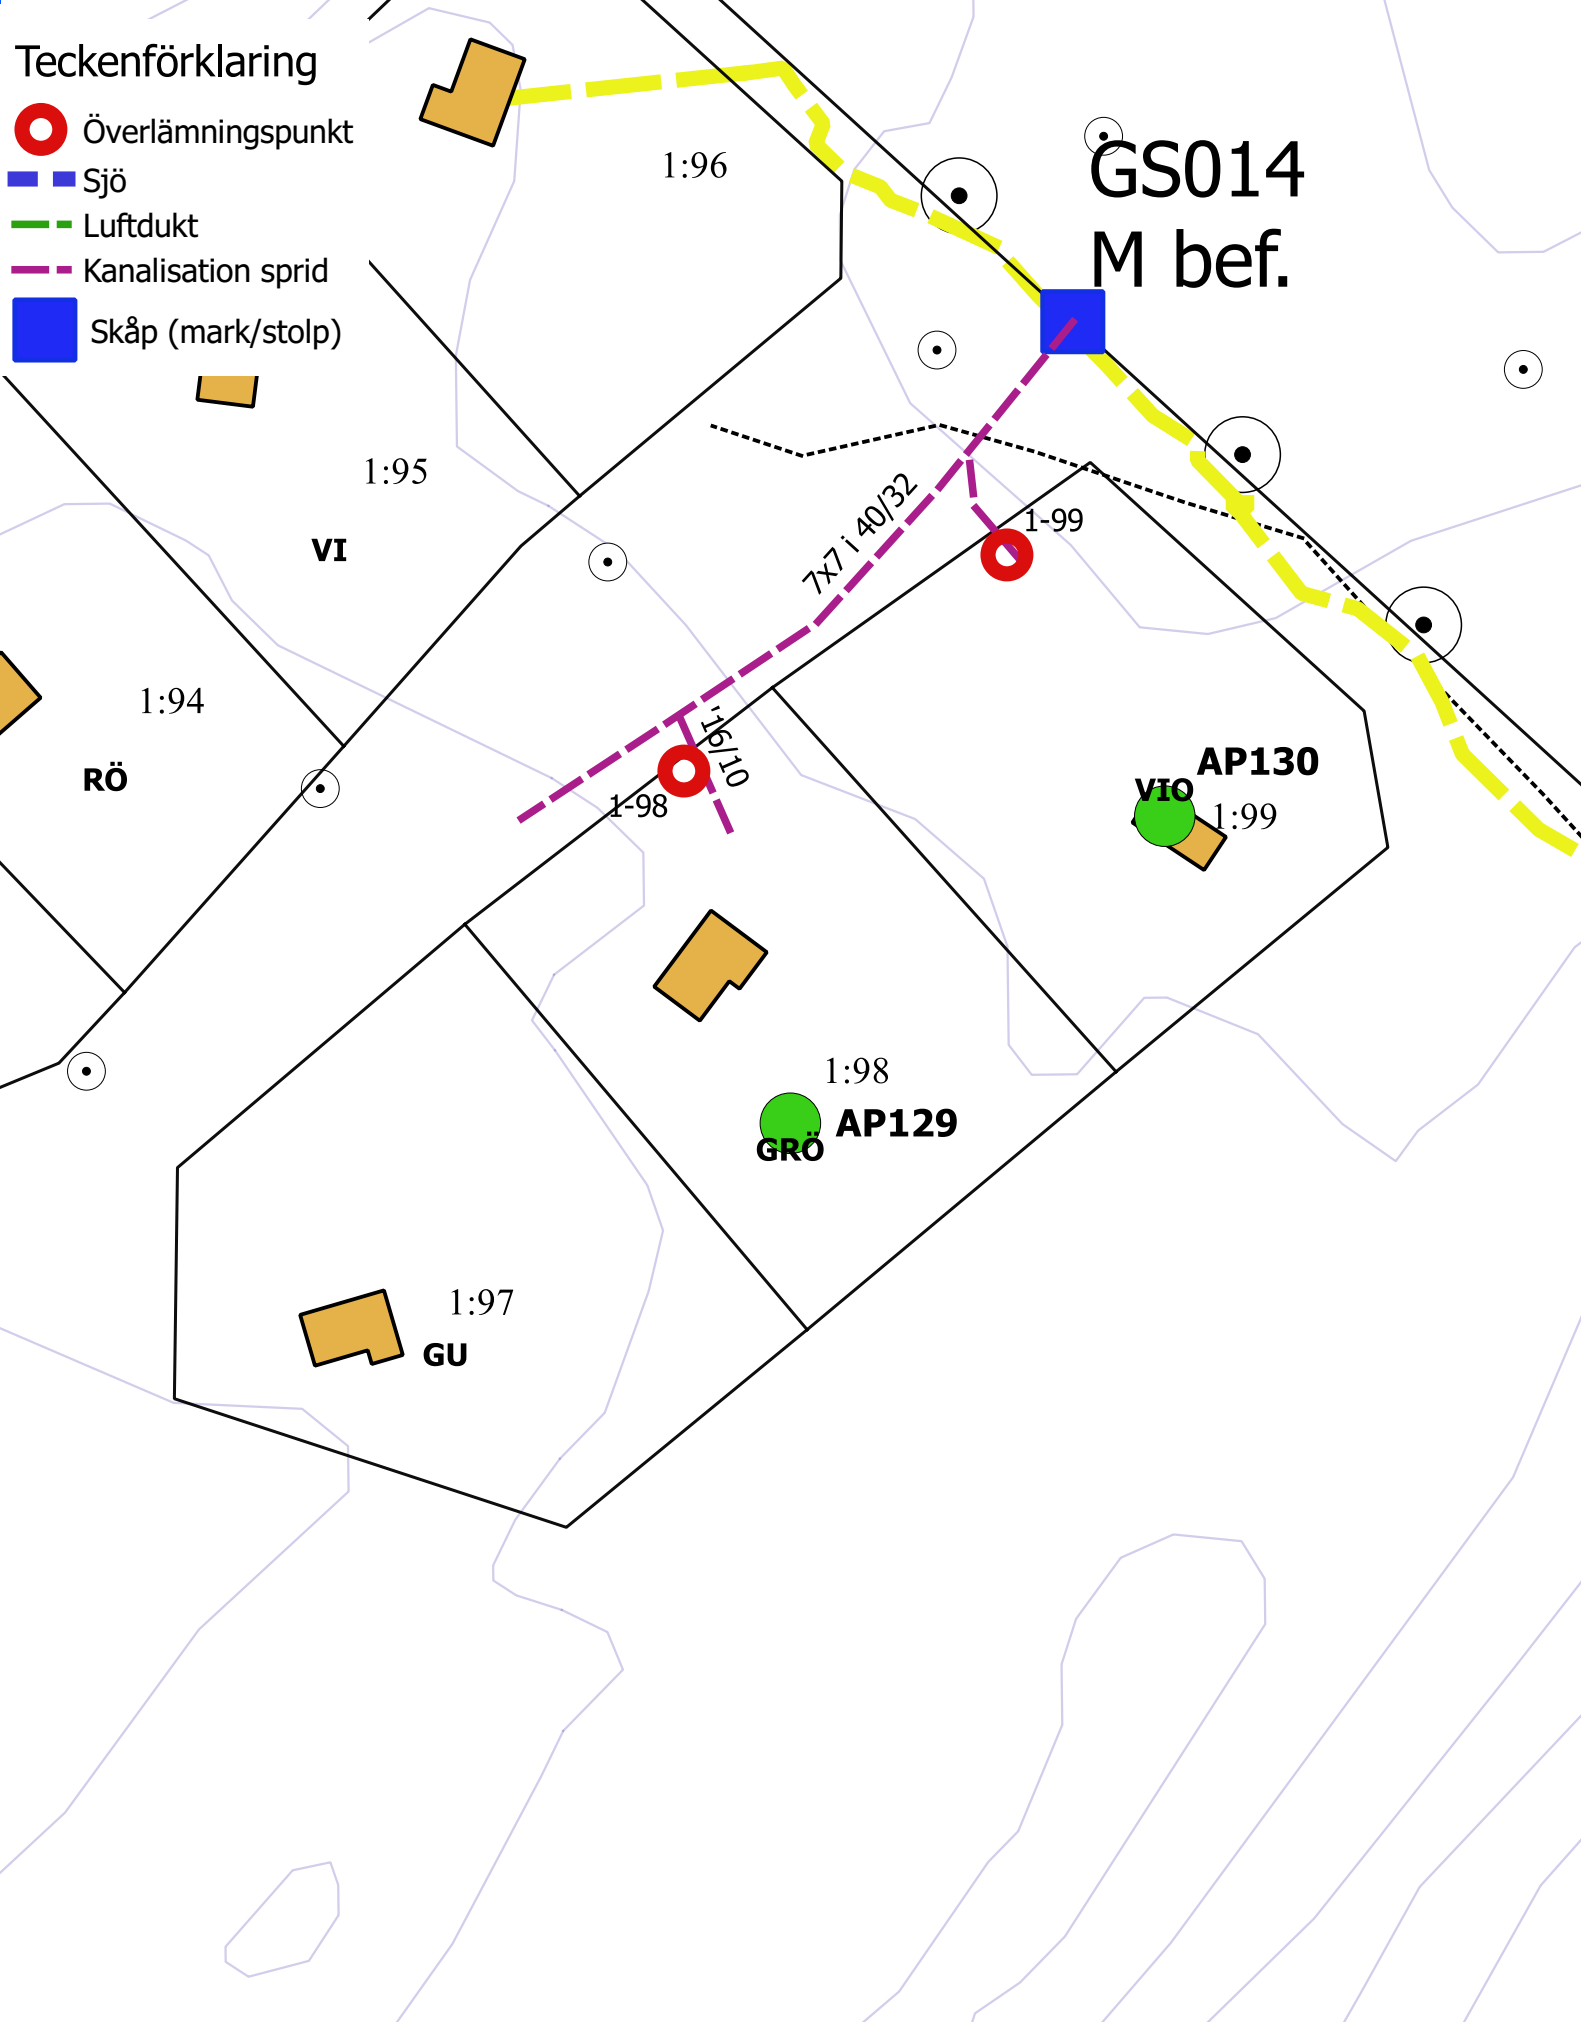 Teckenförklaring
Överlämningspunkt
Sjö
Luftdukt
Kanalisation sprid
Skåp (mark/stolp)
1:96
GS014
M bef.
1:95
VI
7x7 i 40/32
1-99
1:94
RÖ
'16/10
1-98
AP130
VIO
1:99
1:98
AP129
GRÖ
1:97
GU